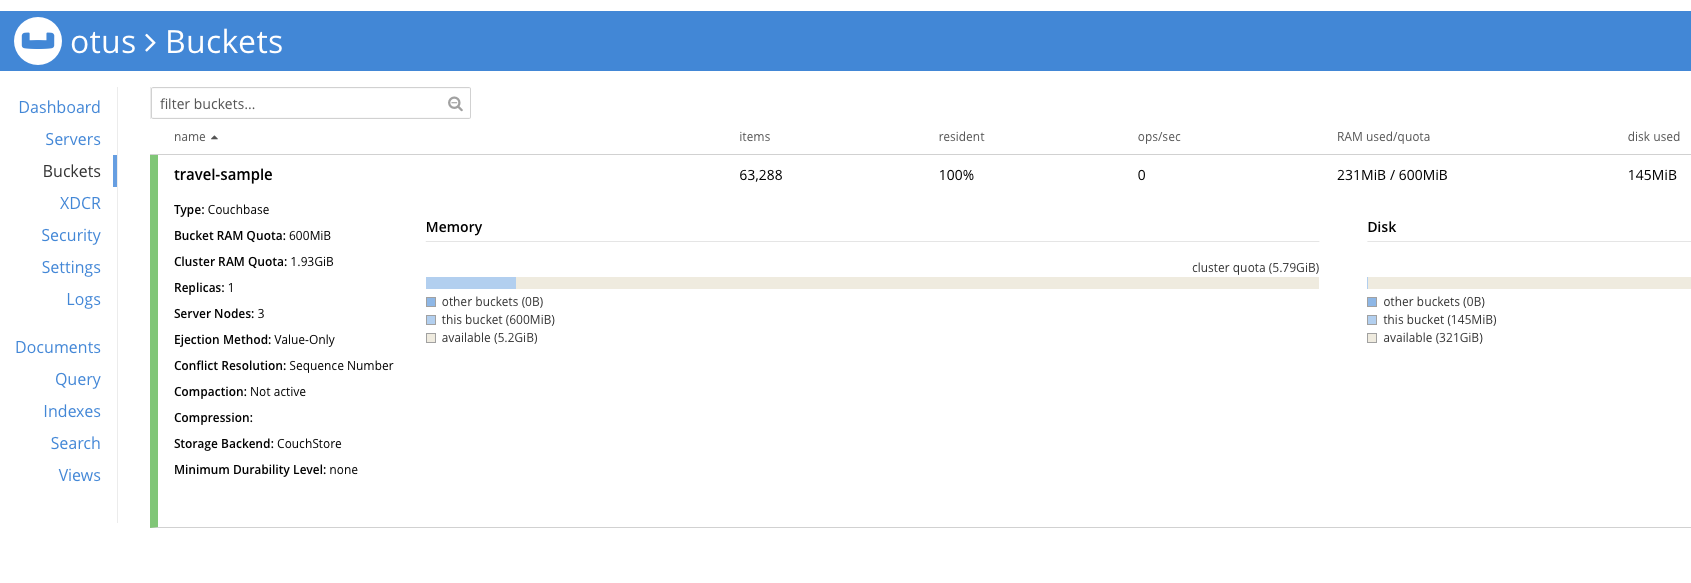 otus > Buckets
Dashboard
Servers
Buckets
XDCR
Security
Settings
Logs
Documents
Query
Indexes
Search
Views
filter buckets...
name items resident ops/sec RAM used/quota disk used
travel-sample 63,288 100% 0 231MiB / 600MiB 145MiB
Type: Couchbase
Bucket RAM Quota: 600MiB
Cluster RAM Quota: 1.93GiB
Replicas: 1
Server Nodes: 3
Ejection Method: Value-Only
Conflict Resolution: Sequence Number
Compaction: Not active
Compression:
Storage Backend: CouchStore
Minimum Durability Level: none
Memory
cluster quota (5.79GiB)
other buckets (0B)
this bucket (600MiB)
available (5.2GiB)
Disk
other buckets (0B)
this bucket (145MiB)
available (321GiB)